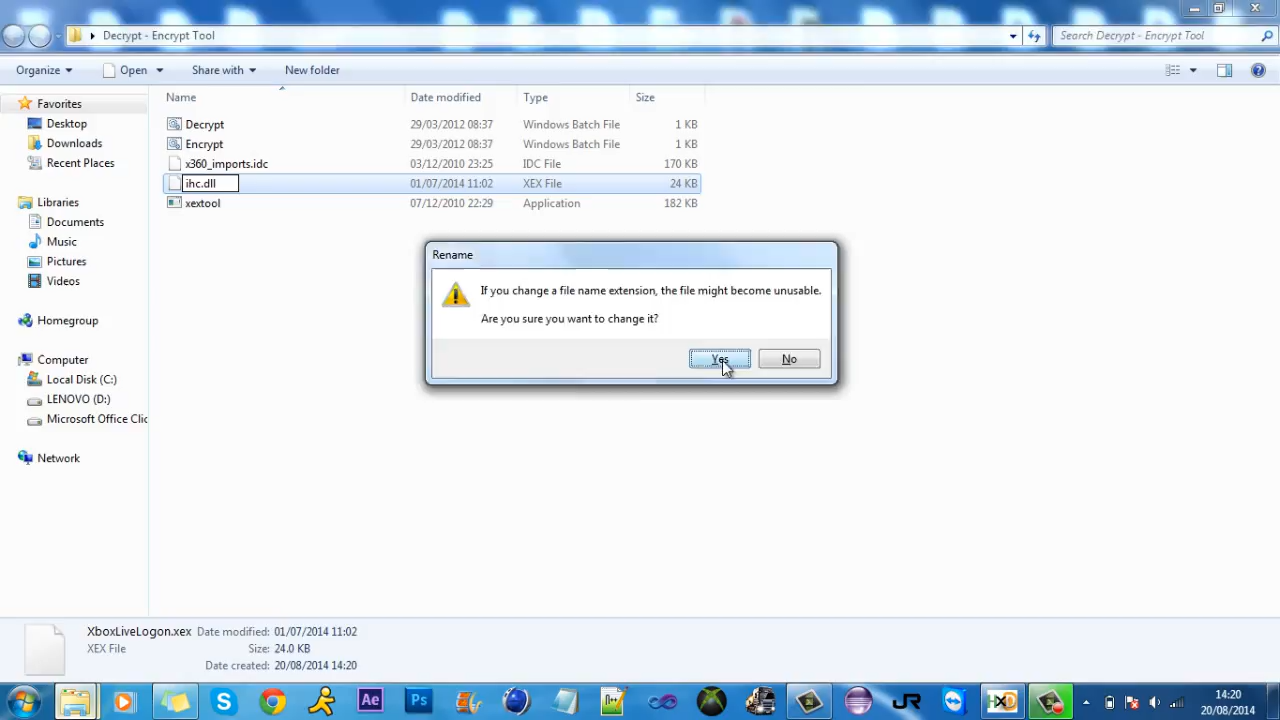 Decrypt - Encrypt Tool
Search Decrypt - Encrypt Tool
Organize Open Share with New folder
Name Date modified Type Size
Favorites
Desktop
Downloads
Recent Places
Libraries
Documents
Music
Pictures
Videos
Homegroup
Computer
Local Disk (C:)
LENOVO (D:)
Microsoft Office Clic
Network
Decrypt 29/03/2012 08:37 Windows Batch File 1 KB
Encrypt 29/03/2012 08:37 Windows Batch File 1 KB
x360_imports.idc 03/12/2010 23:25 IDC File 170 KB
ihc.dll 01/07/2014 11:02 XEX File 24 KB
xextool 07/12/2010 22:29 Application 182 KB
Rename
If you change a file name extension, the file might become unusable.
Are you sure you want to change it?
Yes No
XboxLiveLogon.xex Date modified: 01/07/2014 11:02
XEX File Size: 24.0 KB
Date created: 20/08/2014 14:20
Ae Ps JR HxD
14:20
20/08/2014